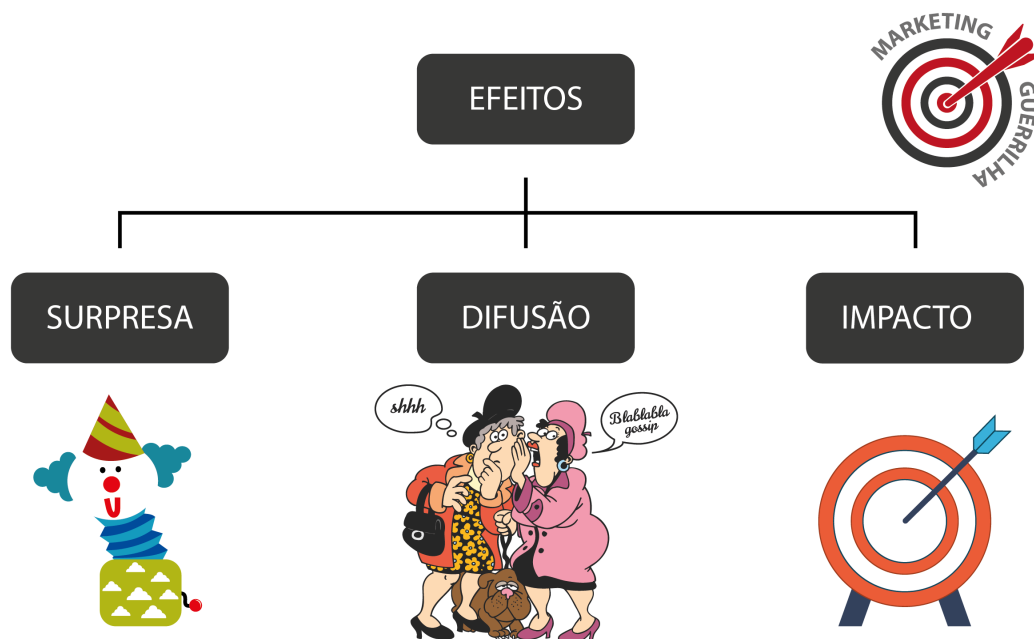 MARKETING
GUERRILHA
EFEITOS
SURPRESA
DIFUSÃO
IMPACTO
shhh
Blablabla
gossip